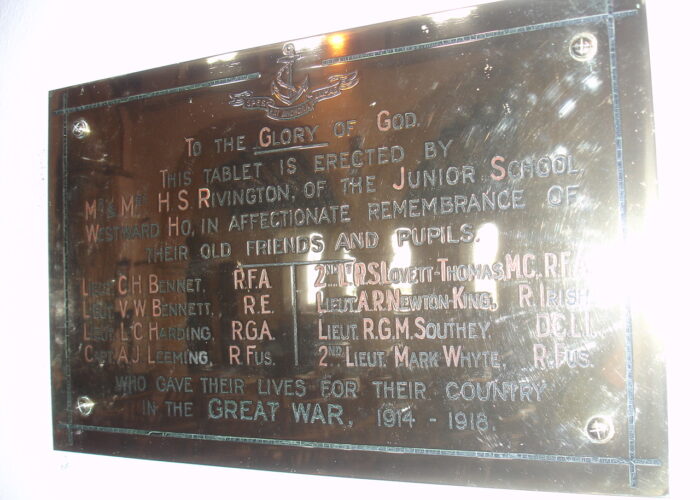 TO THE GLORY OF GOD.
THIS TABLET IS ERECTED BY
MR & MRS H.S. RIVINGTON, OF THE JUNIOR SCHOOL,
WESTWARD HO, IN AFFECTIONATE REMEMBRANCE OF
THEIR OLD FRIENDS AND PUPILS.
LIEUT. C H BENNET, R.F.A.
LIEUT. V W BENNETT, R.E.
LIEUT. L C HARDING, R.G.A.
CAPT. A J LEEMING, R FUS.
2ND LT. D.S. LOVETT-THOMAS, M.C., R.F.A.
LIEUT. A.R. NEWTON-KING, R. IRISH
LIEUT. R.G.M. SOUTHEY, D.C.L.I.
2ND LIEUT. MARK WHYTE, R. FUS.
WHO GAVE THEIR LIVES FOR THEIR COUNTRY
IN THE GREAT WAR, 1914 - 1918.